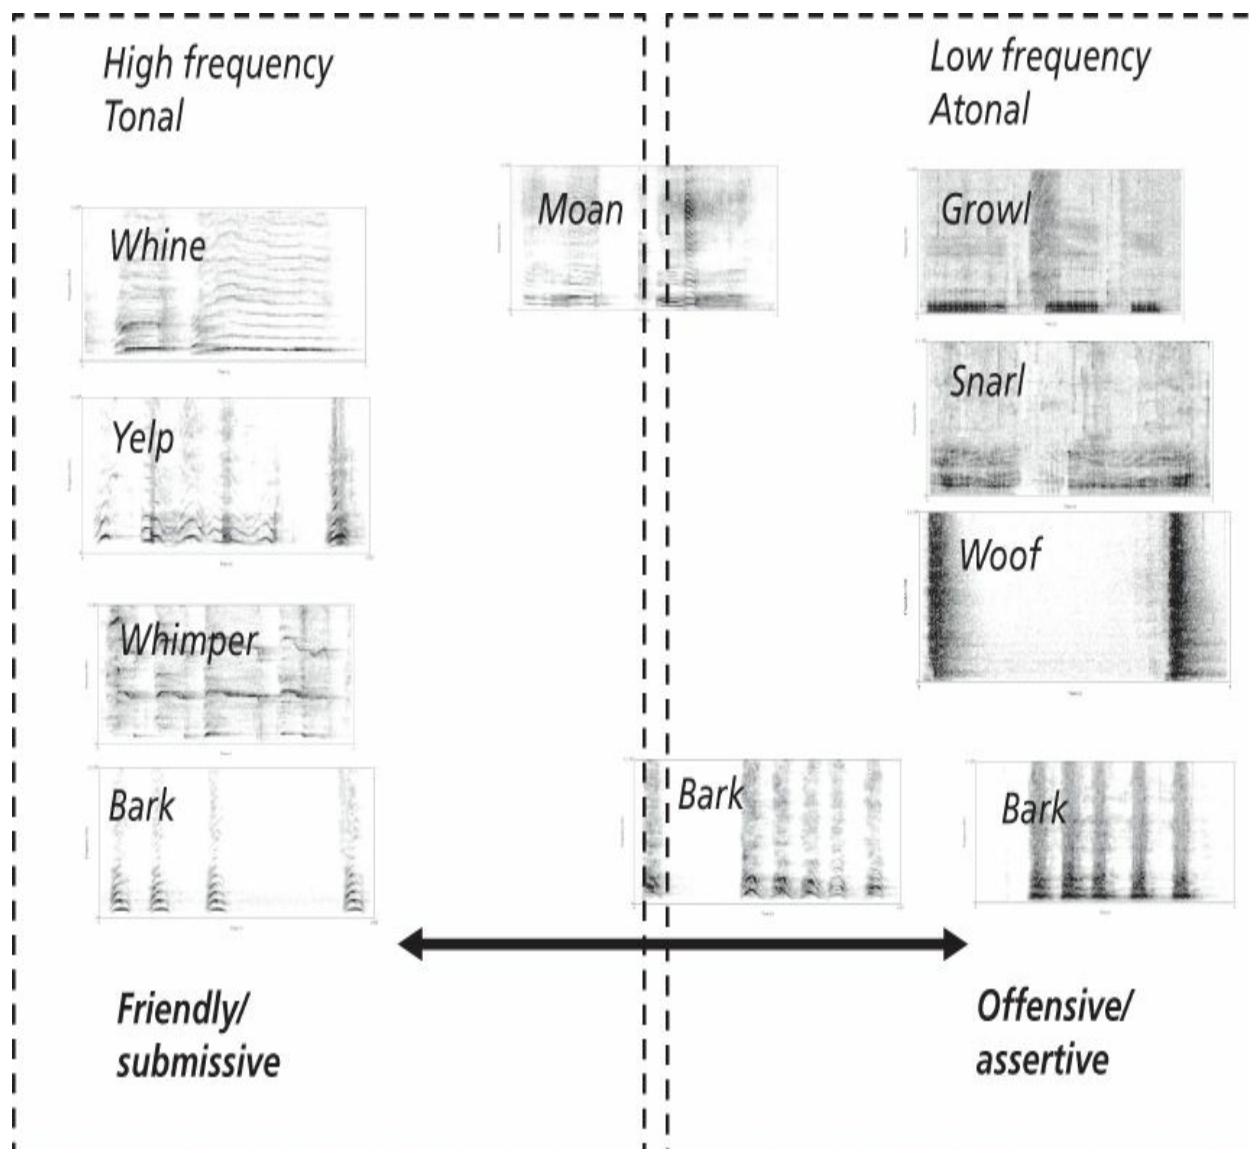 High frequency
Tonal
Low frequency
Atonal
Moan
Growl
Whine
Snarl
Yelp
Woof
Whimper
Bark
Bark
Bark
Friendly/
submissive
Offensive/
assertive